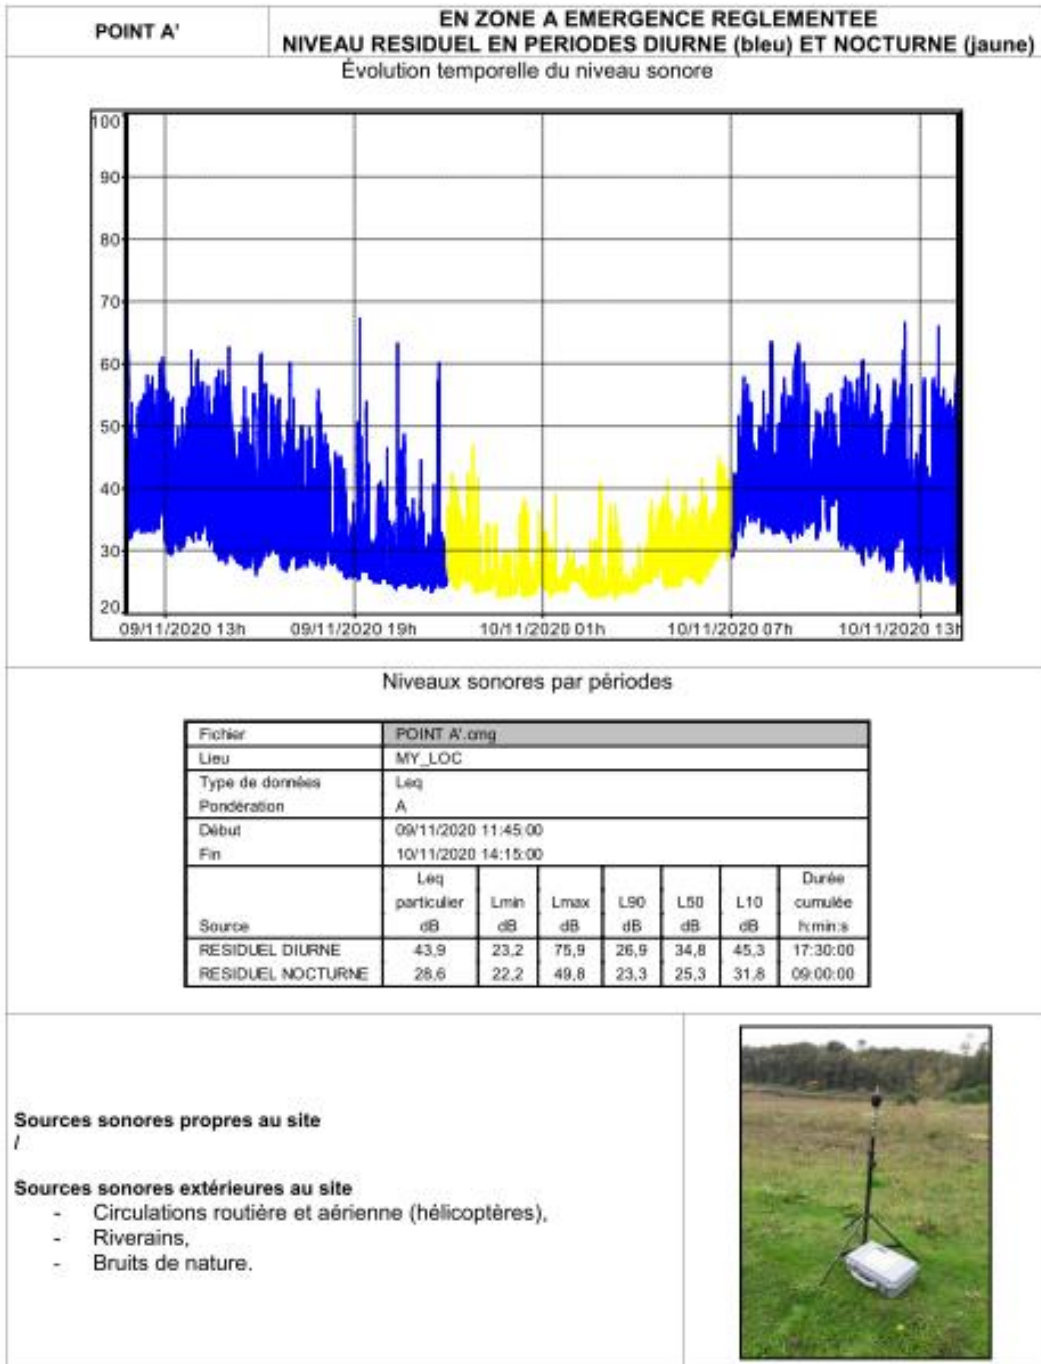 POINT A'
EN ZONE A EMERGENCE REGLEMENTEE
NIVEAU RESIDUEL EN PERIODES DIURNE (bleu) ET NOCTURNE (jaune)
Évolution temporelle du niveau sonore
100
90
80
70
60
50
40
30
20
09/11/2020 13h 09/11/2020 19h 10/11/2020 01h 10/11/2020 07h 10/11/2020 13h
Niveaux sonores par périodes
Fichier POINT A'.cmg
Lieu MY_LOC
Type de données Leq
Pondération A
Début 09/11/2020 11:45:00
Fin 10/11/2020 14:15:00
Leq Durée
particulier Lmin Lmax L90 L50 L10 cumulée
Source dB dB dB dB dB dB h:min:s
RESIDUEL DIURNE 43,9 23,2 75,9 26,9 34,8 45,3 17:30:00
RESIDUEL NOCTURNE 28,6 22,2 49,8 23,3 25,3 31,8 09:00:00
Sources sonores propres au site
/
Sources sonores extérieures au site
- Circulations routière et aérienne (hélicoptères),
- Riverains,
- Bruits de nature.